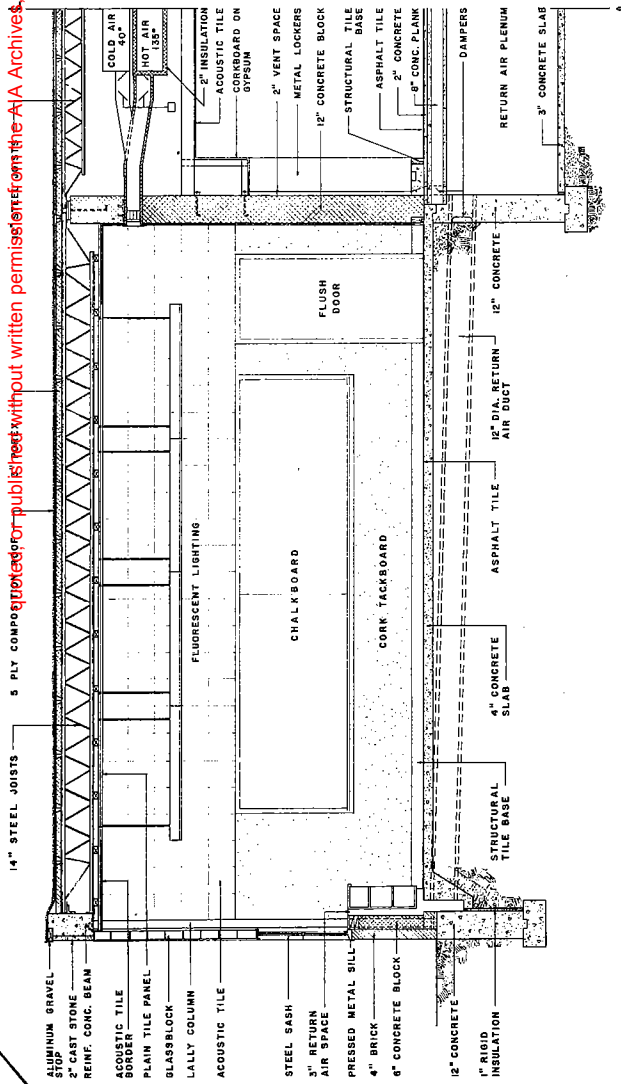 quoted, or published without written permission from the AIA Archives,
14" STEEL JOISTS
5 PLY COMPOSITION ROOF
STEEL JOISTS
ALUMINUM GRAVEL
STOP
2" CAST STONE
REINF. CONC. BEAM
ACOUSTIC TILE
BORDER
PLAIN TILE PANEL
GLASSBLOCK
LALLY COLUMN
ACOUSTIC TILE
STEEL SASH
3" RETURN
AIR SPACE
PRESSED METAL SILL
4" BRICK
6" CONCRETE BLOCK
12" CONCRETE
1" RIGID
INSULATION
FLUORESCENT LIGHTING
CHALKBOARD
CORK TACKBOARD
FLUSH
DOOR
STRUCTURAL
TILE BASE
4" CONCRETE
SLAB
ASPHALT TILE
12" DIA. RETURN
AIR DUCT
12" CONCRETE
COLD AIR
40°
HOT AIR
135°
2" INSULATION
ACOUSTIC TILE
CORKBOARD ON
GYPSUM
2" VENT SPACE
METAL LOCKERS
12" CONCRETE BLOCK
STRUCTURAL TILE
BASE
ASPHALT TILE
2" CONCRETE
8" CONC. PLANK
DAMPERS
RETURN AIR PLENUM
3" CONCRETE SLAB